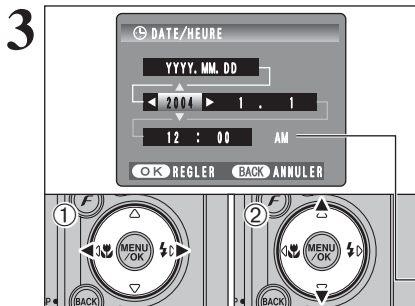 3
DATE/HEURE
YYYY. MM. DD
2004 1 . 1
12 : 00 AM
OK REGLER BACK ANNULER
1 2
F F
MENU /OK MENU /OK
P P
BACK BACK